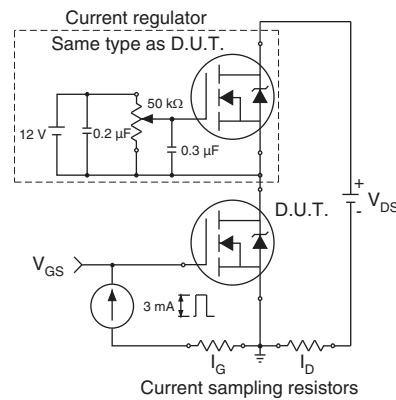 Current regulator
Same type as D.U.T.
50 kΩ
12 V
0.2 µF
0.3 µF
+
V_DS
-
D.U.T.
V_GS
3 mA
I_G
I_D
Current sampling resistors